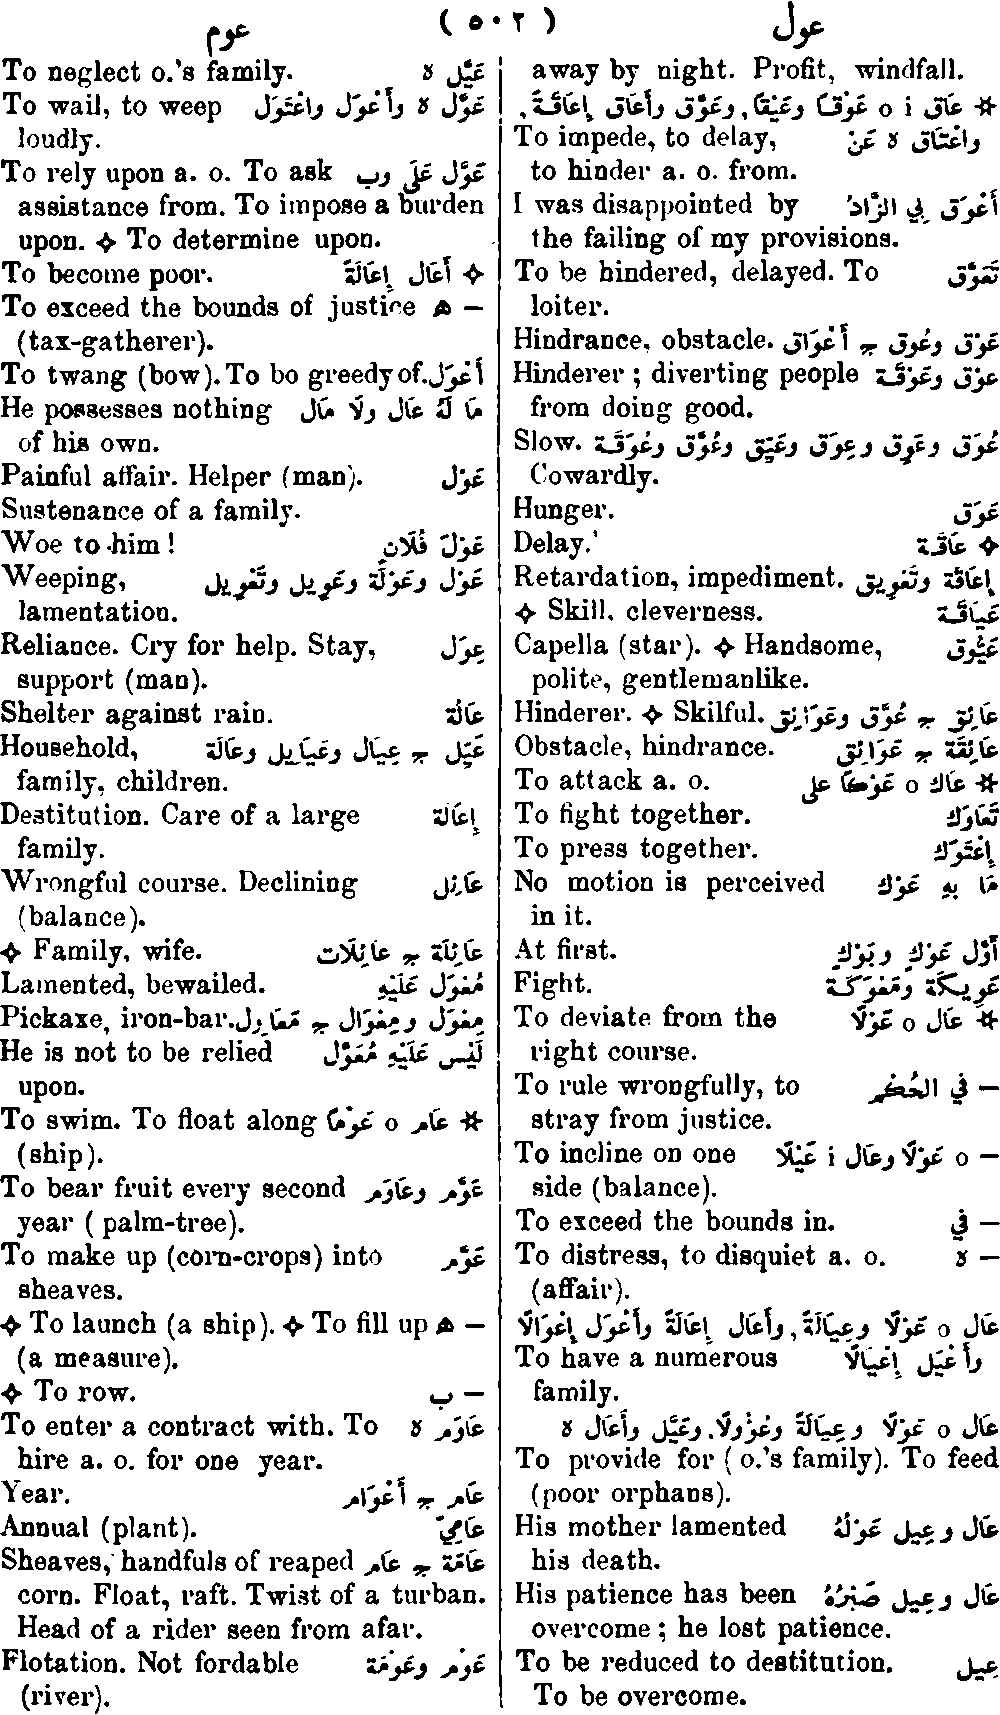 عول ( ٥٠٢ ) عوم
away by night. Profit, windfall.
✻ عَاق i o عَوْقًا وعَيْقًا, وعَوَّق وأَعَاق إِعَاقَةً,
To impede, to delay, واعْتَاق ه عَنْ
to hinder a. o. from.
I was disappointed by أَعْوَق بِي الزَّادُ
the failing of my provisions.
To be hindered, delayed. To تَعَوَّق
loiter.
Hindrance, obstacle. عَوْق وعُوق ج أَعْوَاق
Hinderer ; diverting people عَوْق وعَوْقَة
from doing good.
Slow. عُوَق وعَوِق وعِوَق وعَيِّق وعُوَّق وعُوَقَة
Cowardly.
Hunger. عَوَق
Delay. ❖ عَاقَة
Retardation, impediment. إِعَاقَة وتَعْوِيق
❖ Skill, cleverness. عَيَاقَة
Capella (star). ❖ Handsome, عَيُّوق
polite, gentlemanlike.
Hinderer. ❖ Skilful. عَائِق ج عُوَّق وعَوَائِق
Obstacle, hindrance. عَائِقَة ج عَوَائِق
To attack a. o. ✻ عَاك o عَوْكًا على
To fight together. تَعَاوَك
To press together. إِعْتَوَك
No motion is perceived مَا بِهِ عَوْك
in it.
At first. أَوَّل عَوْكٍ وبَوْكٍ
Fight. عَوِيكَة ومَعْوَكَة
To deviate from the ✻ عَال o عَوْلًا
right course.
To rule wrongfully, to — في الحُكْم
stray from justice.
To incline on one — o عَوْلًا وعَال i عَيْلًا
side (balance).
To exceed the bounds in. — في
To distress, to disquiet a. o. — ه
(affair).
عَال o عَوْلًا وعِيَالَةً, وأَعَال إِعَالَةً وأَعْوَل إِعْوَالًا
To have a numerous وأَعْيَل إِعْيَالًا
family.
عَال o عَوْلًا وعِيَالَةً وعُؤُولًا, وعَيَّل وأَعَال ه
To provide for ( o.'s family). To feed
(poor orphans).
His mother lamented عَال وعِيل عَوْلُهُ
his death.
His patience has been عَال وعِيل صَبْرُهُ
overcome ; he lost patience.
To be reduced to destitution. عِيل
To be overcome.
To neglect o.'s family. عَيَّل ه
To wail, to weep عَوَّل ه وأَعْوَل واعْتَوَل
loudly.
To rely upon a. o. To ask عَوَّل عَلَى وب
assistance from. To impose a burden
upon. ❖ To determine upon.
To become poor. ❖ أَعَال إِعَالَةً
To exceed the bounds of justice — ه
(tax-gatherer).
To twang (bow). To bo greedy of. أَعْوَل
He possesses nothing مَا لَهُ عَال ولَا مَال
of his own.
Painful affair. Helper (man). عَوْل
Sustenance of a family.
Woe to him ! عَوْلَ فُلَانٍ
Weeping, عَوْل وعَوْلَة وعَوِيل وتَعْوِيل
lamentation.
Reliance. Cry for help. Stay, عِوَل
support (man).
Shelter against rain. عَالَة
Household, عَيِّل ج عِيَال وعَيَايِل وعَالَة
family, children.
Destitution. Care of a large إِعَالَة
family.
Wrongful course. Declining عَائِل
(balance).
❖ Family, wife. عَائِلَة ج عَائِلَات
Lamented, bewailed. مُعْوَل عَلَيْهِ
Pickaxe, iron-bar. مِعْوَل ومِعْوَال ج مَعَاوِل
He is not to be relied لَيْس عَلَيْهِ مُعَوَّل
upon.
To swim. To float along ✻ عَام o عَوْمًا
(ship).
To bear fruit every second عَوَّم وعَاوَم
year ( palm-tree).
To make up (corn-crops) into عَوَّم
sheaves.
❖ To launch (a ship). ❖ To fill up — ه
(a measure).
❖ To row. — ب
To enter a contract with. To عَاوَم ه
hire a. o. for one year.
Year. عَام ج أَعْوَام
Annual (plant). عَامِيّ
Sheaves, handfuls of reaped عَامَة ج عَام
corn. Float, raft. Twist of a turban.
Head of a rider seen from afar.
Flotation. Not fordable عَوْم وعَوْمَة
(river).